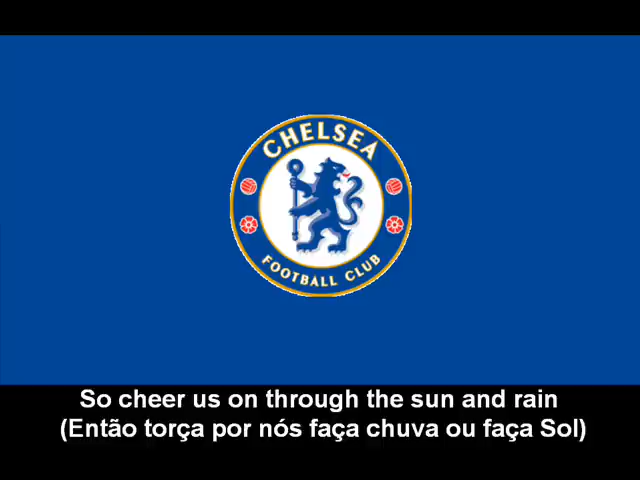 CHELSEA
FOOTBALL CLUB
So cheer us on through the sun and rain
(Então torça por nós faça chuva ou faça Sol)